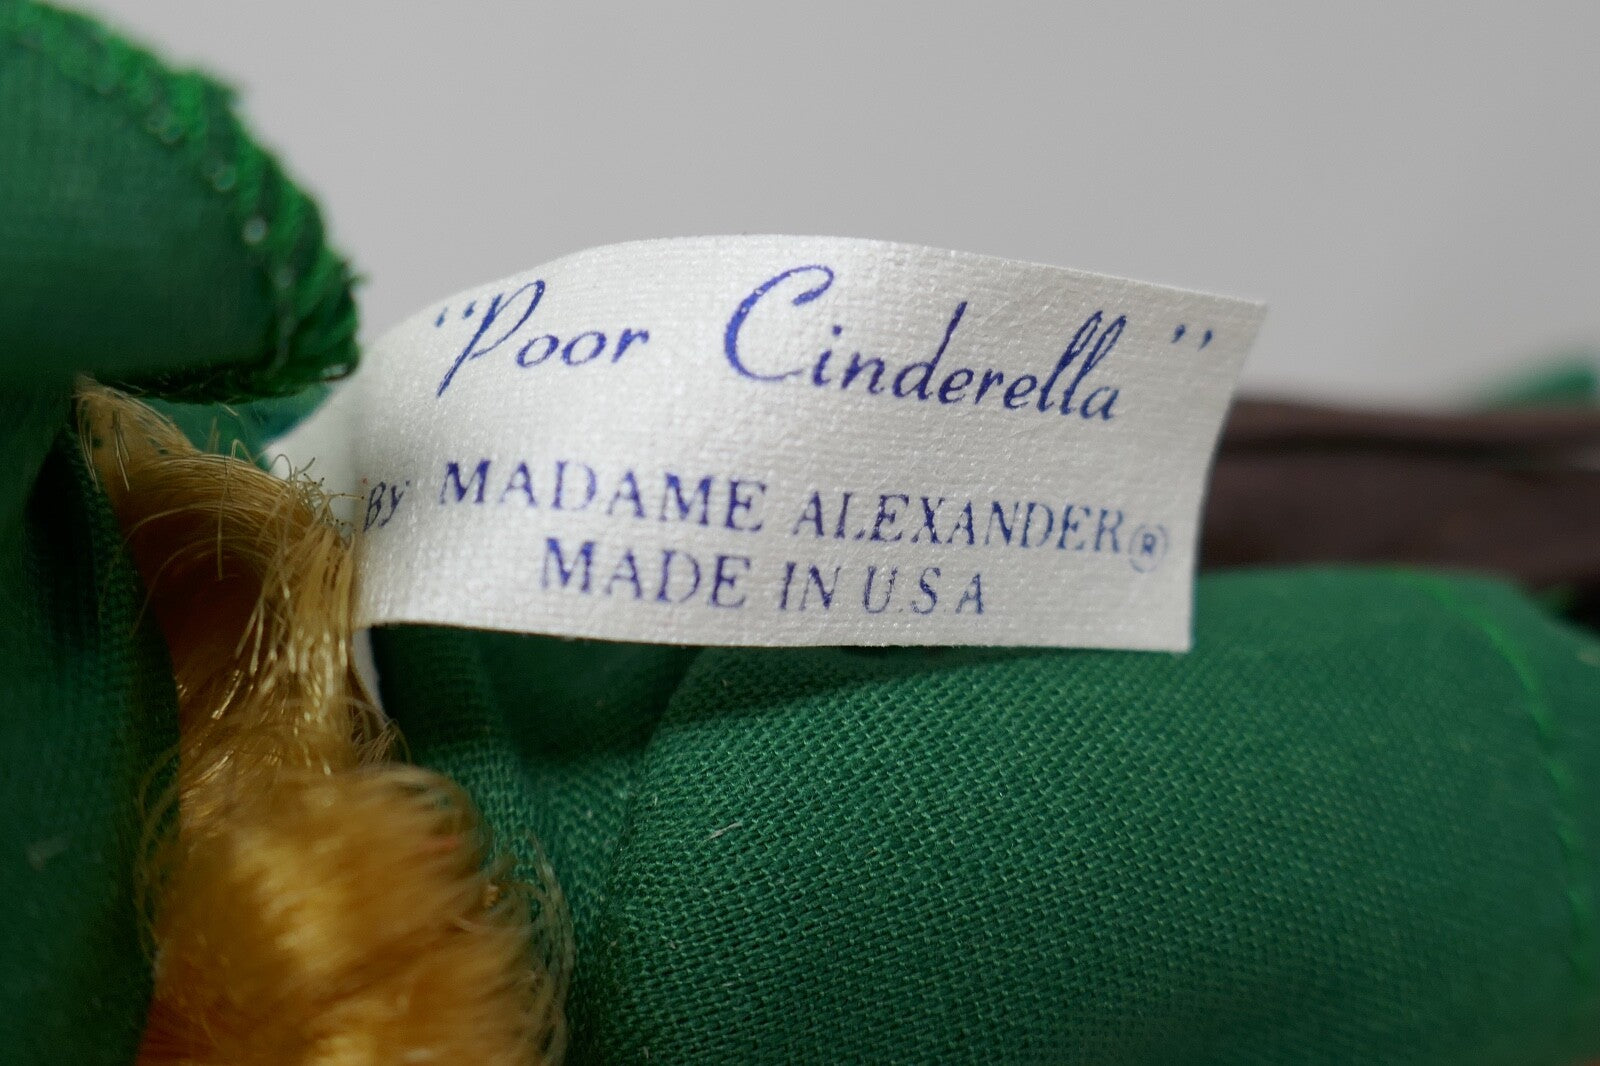 “Poor Cinderella”
By MADAME ALEXANDER®
MADE IN U.S A